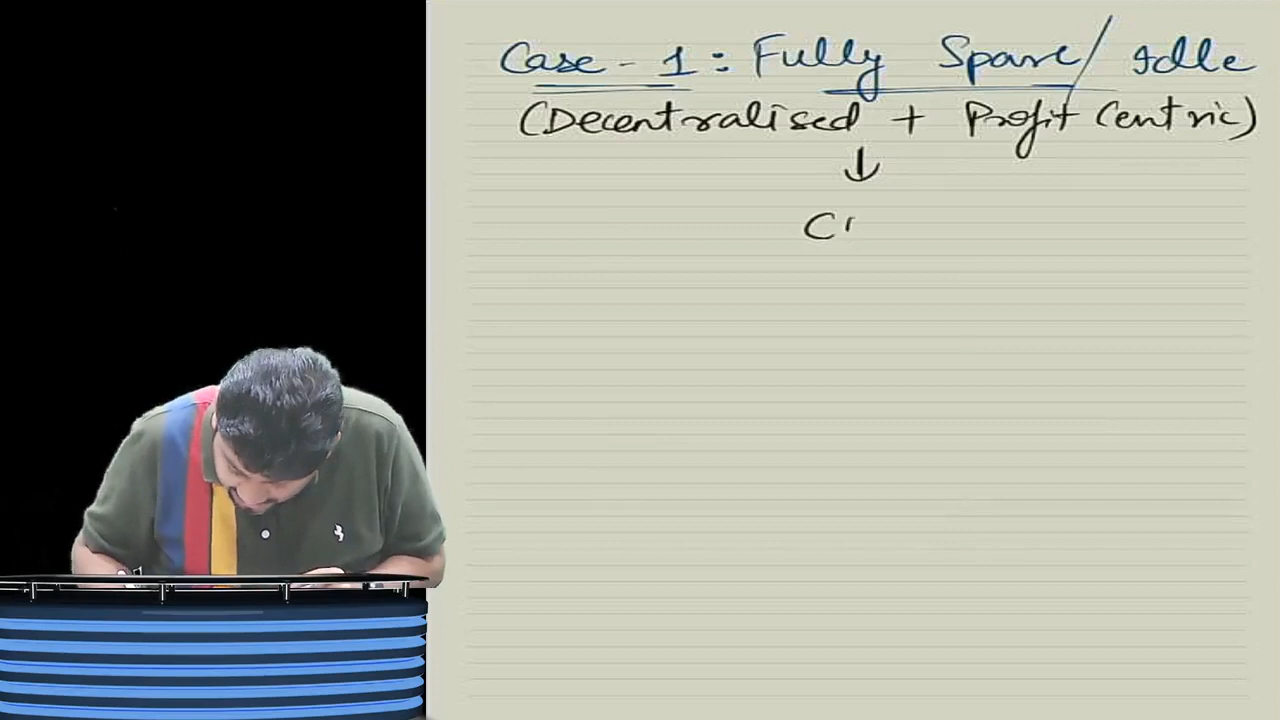 Case - 1 : Fully Spare/ Idle
(Decentralised + Profit Centric)
↓
C